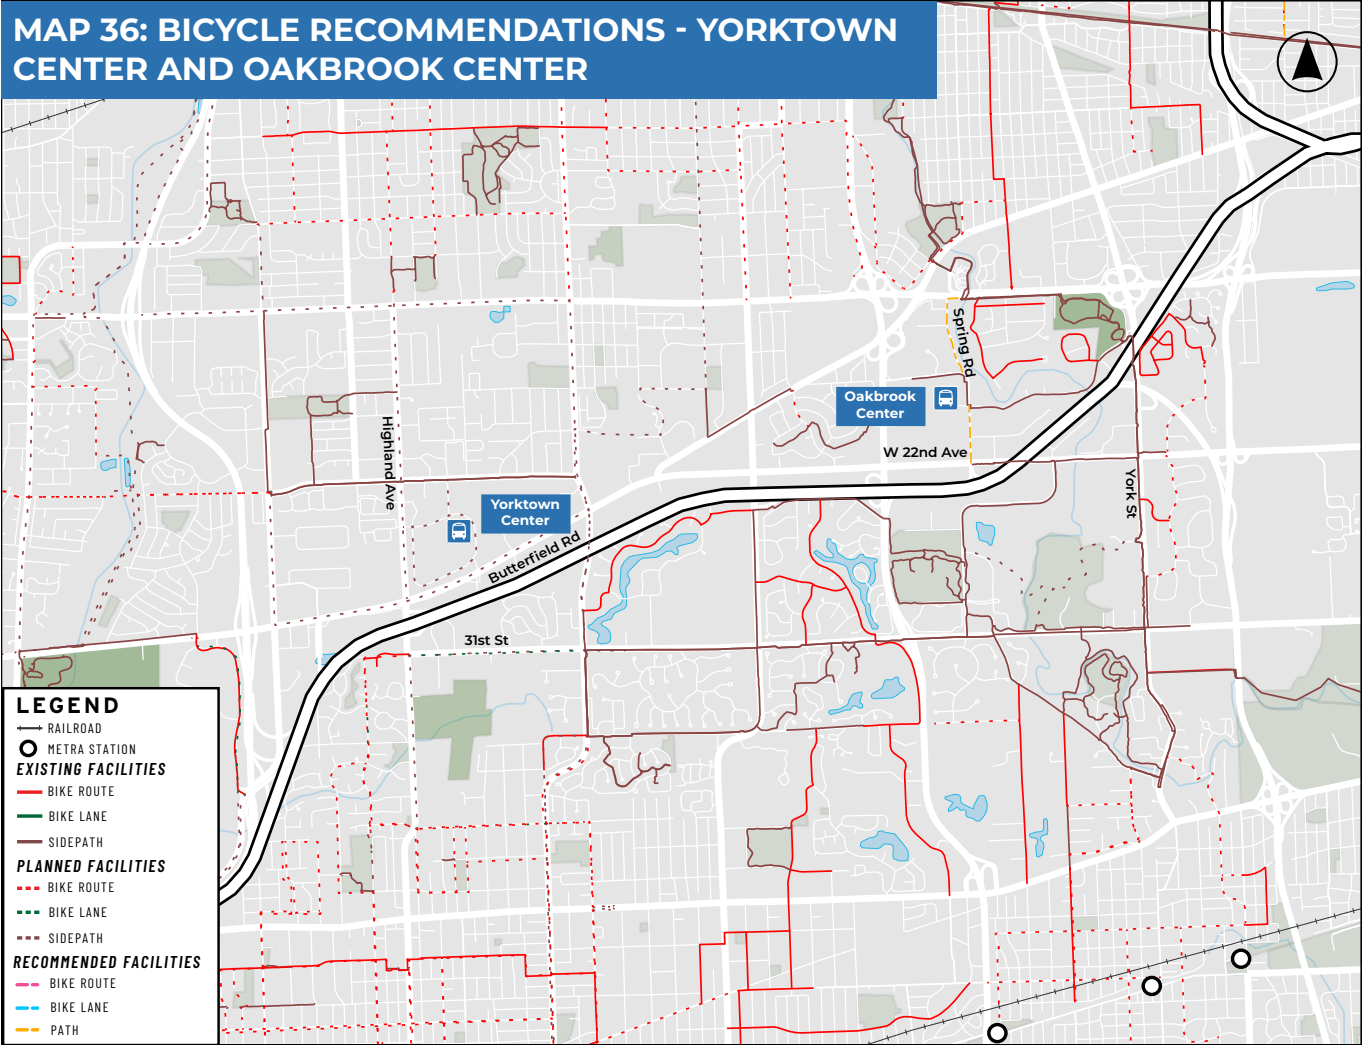 MAP 36: BICYCLE RECOMMENDATIONS - YORKTOWN
CENTER AND OAKBROOK CENTER
Spring Rd
Oakbrook
Center
W 22nd Ave
Highland Ave
York St
Yorktown
Center
Butterfield Rd
31st St
LEGEND
RAILROAD
METRA STATION
EXISTING FACILITIES
BIKE ROUTE
BIKE LANE
SIDEPATH
PLANNED FACILITIES
BIKE ROUTE
BIKE LANE
SIDEPATH
RECOMMENDED FACILITIES
BIKE ROUTE
BIKE LANE
PATH